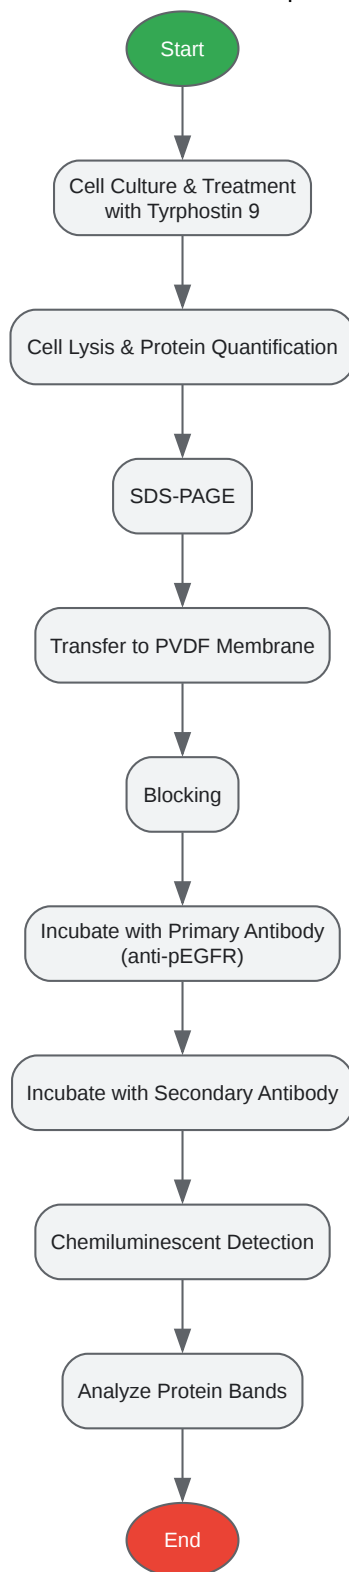 Start
Cell Culture & Treatment
with Tyrphostin 9
Cell Lysis & Protein Quantification
SDS-PAGE
Transfer to PVDF Membrane
Blocking
Incubate with Primary Antibody
(anti-pEGFR)
Incubate with Secondary Antibody
Chemiluminescent Detection
Analyze Protein Bands
End